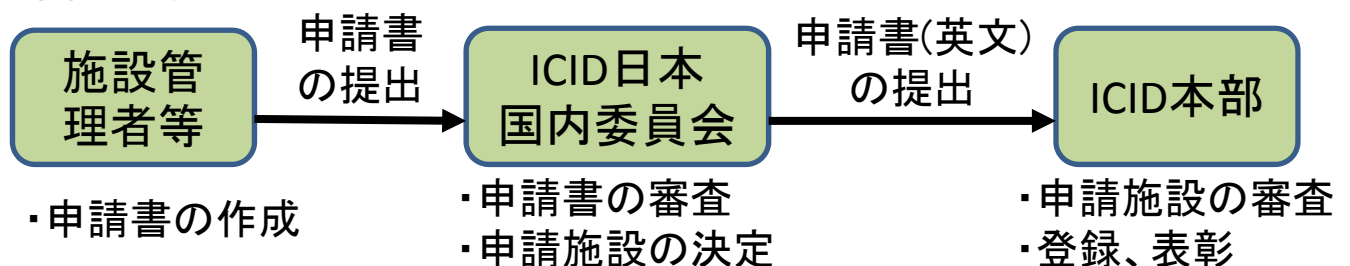 施設管
理者等
申請書
の提出
ICID日本
国内委員会
申請書(英文)
の提出
ICID本部
・申請書の作成
・申請書の審査
・申請施設の決定
・申請施設の審査
・登録、表彰